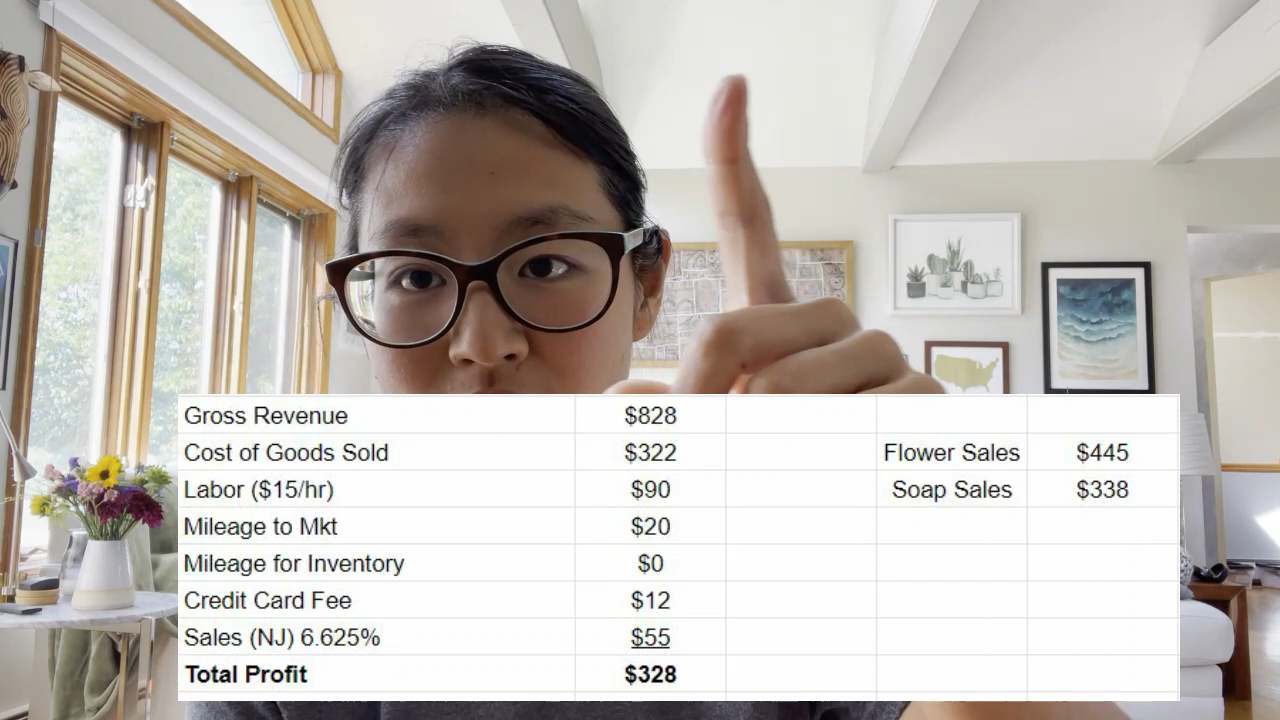 Gross Revenue $828
Cost of Goods Sold $322 Flower Sales $445
Labor ($15/hr) $90 Soap Sales $338
Mileage to Mkt $20
Mileage for Inventory $0
Credit Card Fee $12
Sales (NJ) 6.625% $55
Total Profit $328